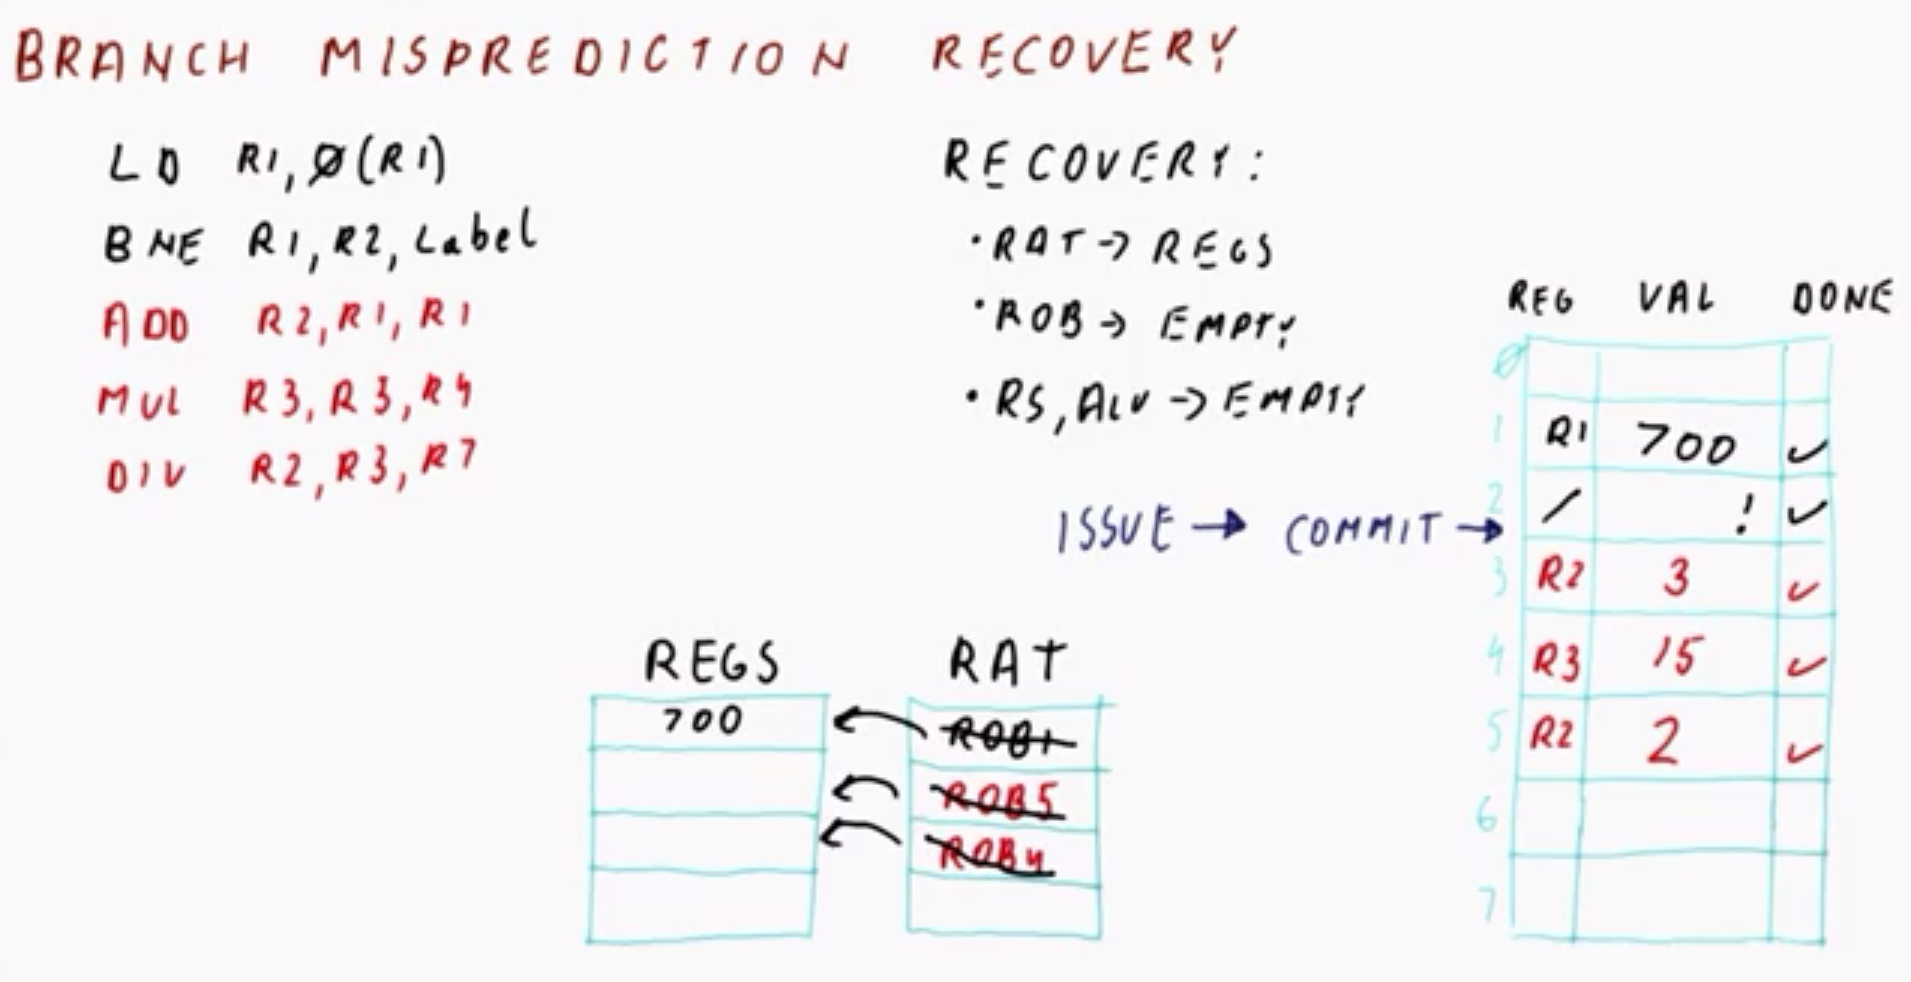 BRANCH MISPREDICTION RECOVERY
LD R1, Ø(R1)
BNE R1, R2, Label
ADD R2, R1, R1
MUL R3, R3, R4
DIV R2, R3, R7
RECOVERY:
• RAT → REGS
• ROB → EMPTY
• RS, ALU → EMPTY
ISSUE → COMMIT →
REG VAL DONE
Ø
1 R1 700 ✓
2 / ! ✓
3 R2 3 ✓
4 R3 15 ✓
5 R2 2 ✓
6
7
REGS RAT
700 ROB1
ROB5
ROB4